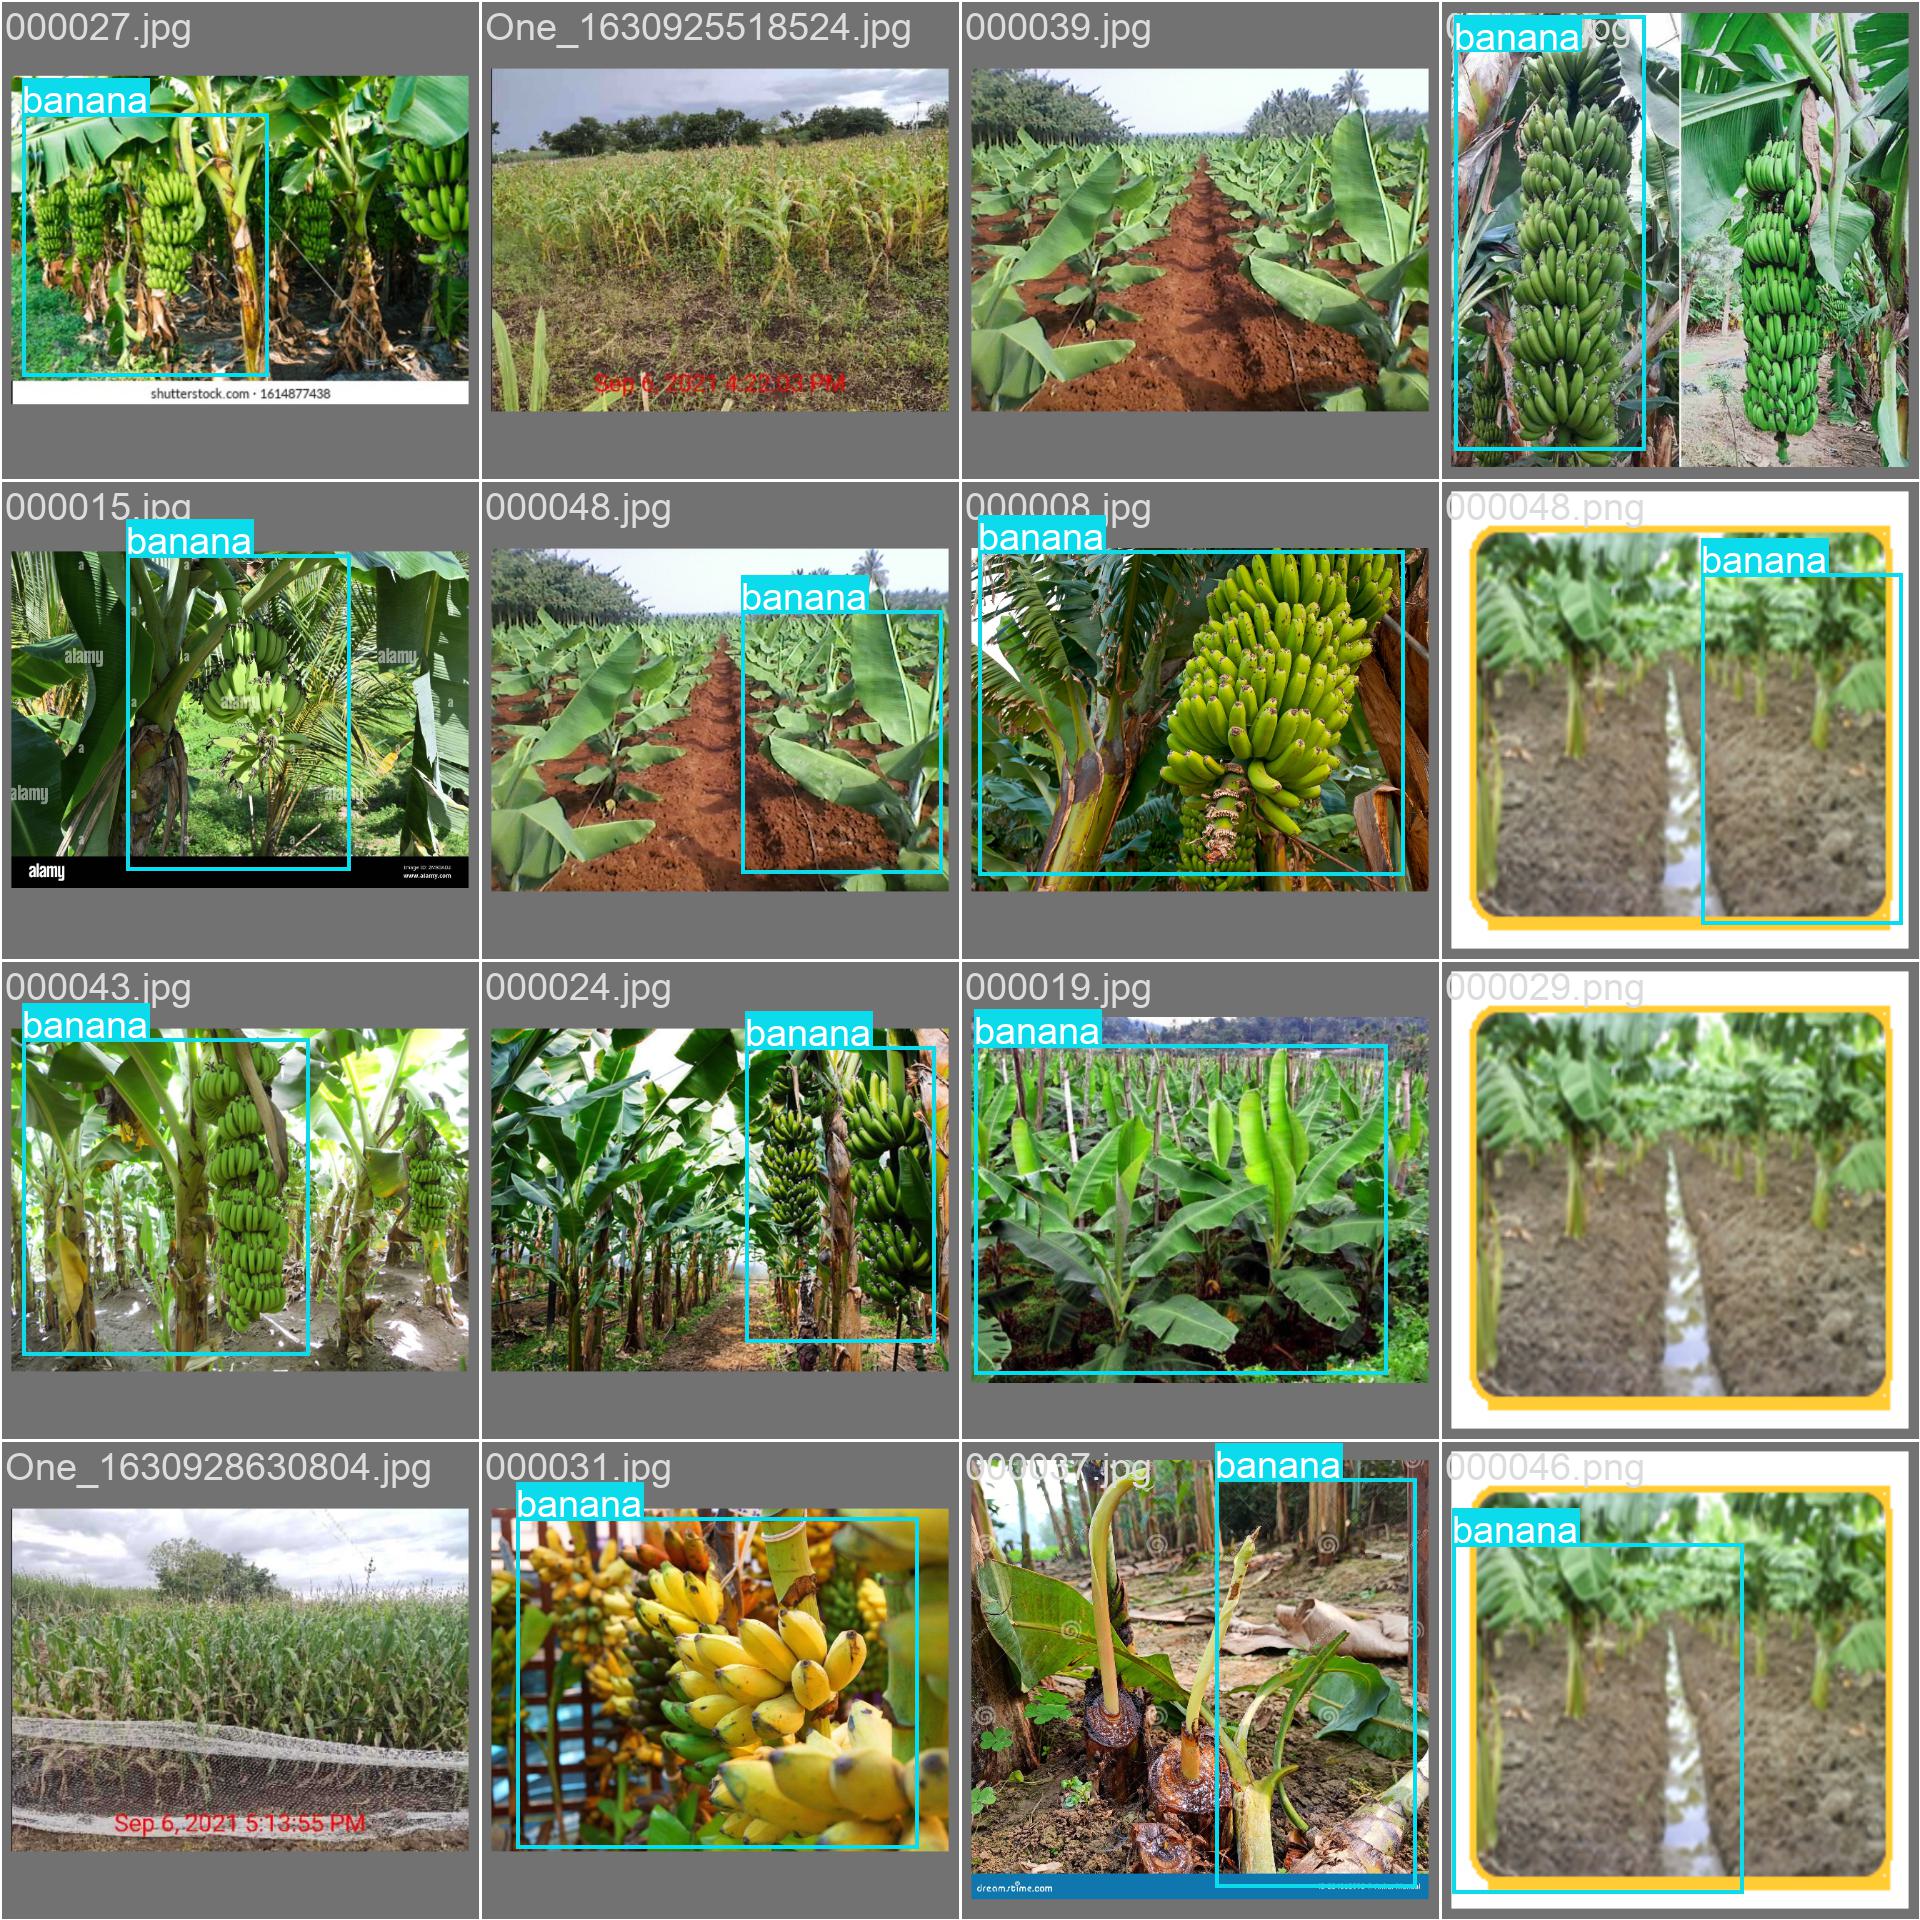 000027.jpg
banana
shutterstock.com · 1614877438
One_1630925518524.jpg
Sep 6, 2021 4:22:03 PM
000039.jpg
banana
000015.jpg
banana
alamy
alamy
alamy
alamy
alamy
alamy
www.alamy.com
000048.jpg
banana
000008.jpg
banana
000048.png
banana
000043.jpg
banana
000024.jpg
banana
000019.jpg
banana
000029.png
One_1630928630804.jpg
Sep 6, 2021 5:13:55 PM
000031.jpg
banana
banana
dreamstime.com
000046.png
banana